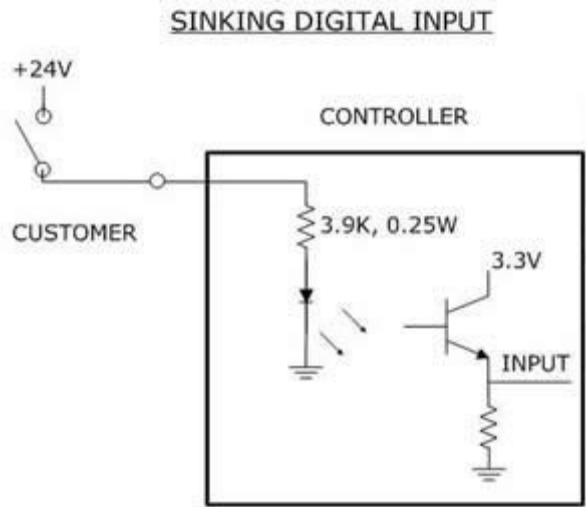 SINKING DIGITAL INPUT
+24V
CONTROLLER
3.9K, 0.25W
CUSTOMER
3.3V
INPUT